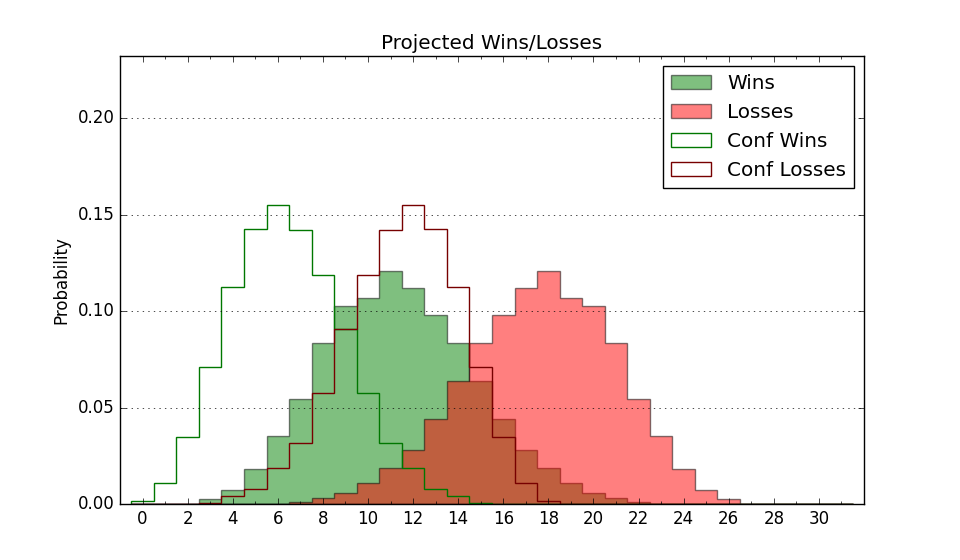 Projected Wins/Losses
Wins
Losses
Conf Wins
Conf Losses
Probability
0.20
0.15
0.10
0.05
0.00
0 2 4 6 8 10 12 14 16 18 20 22 24 26 28 30